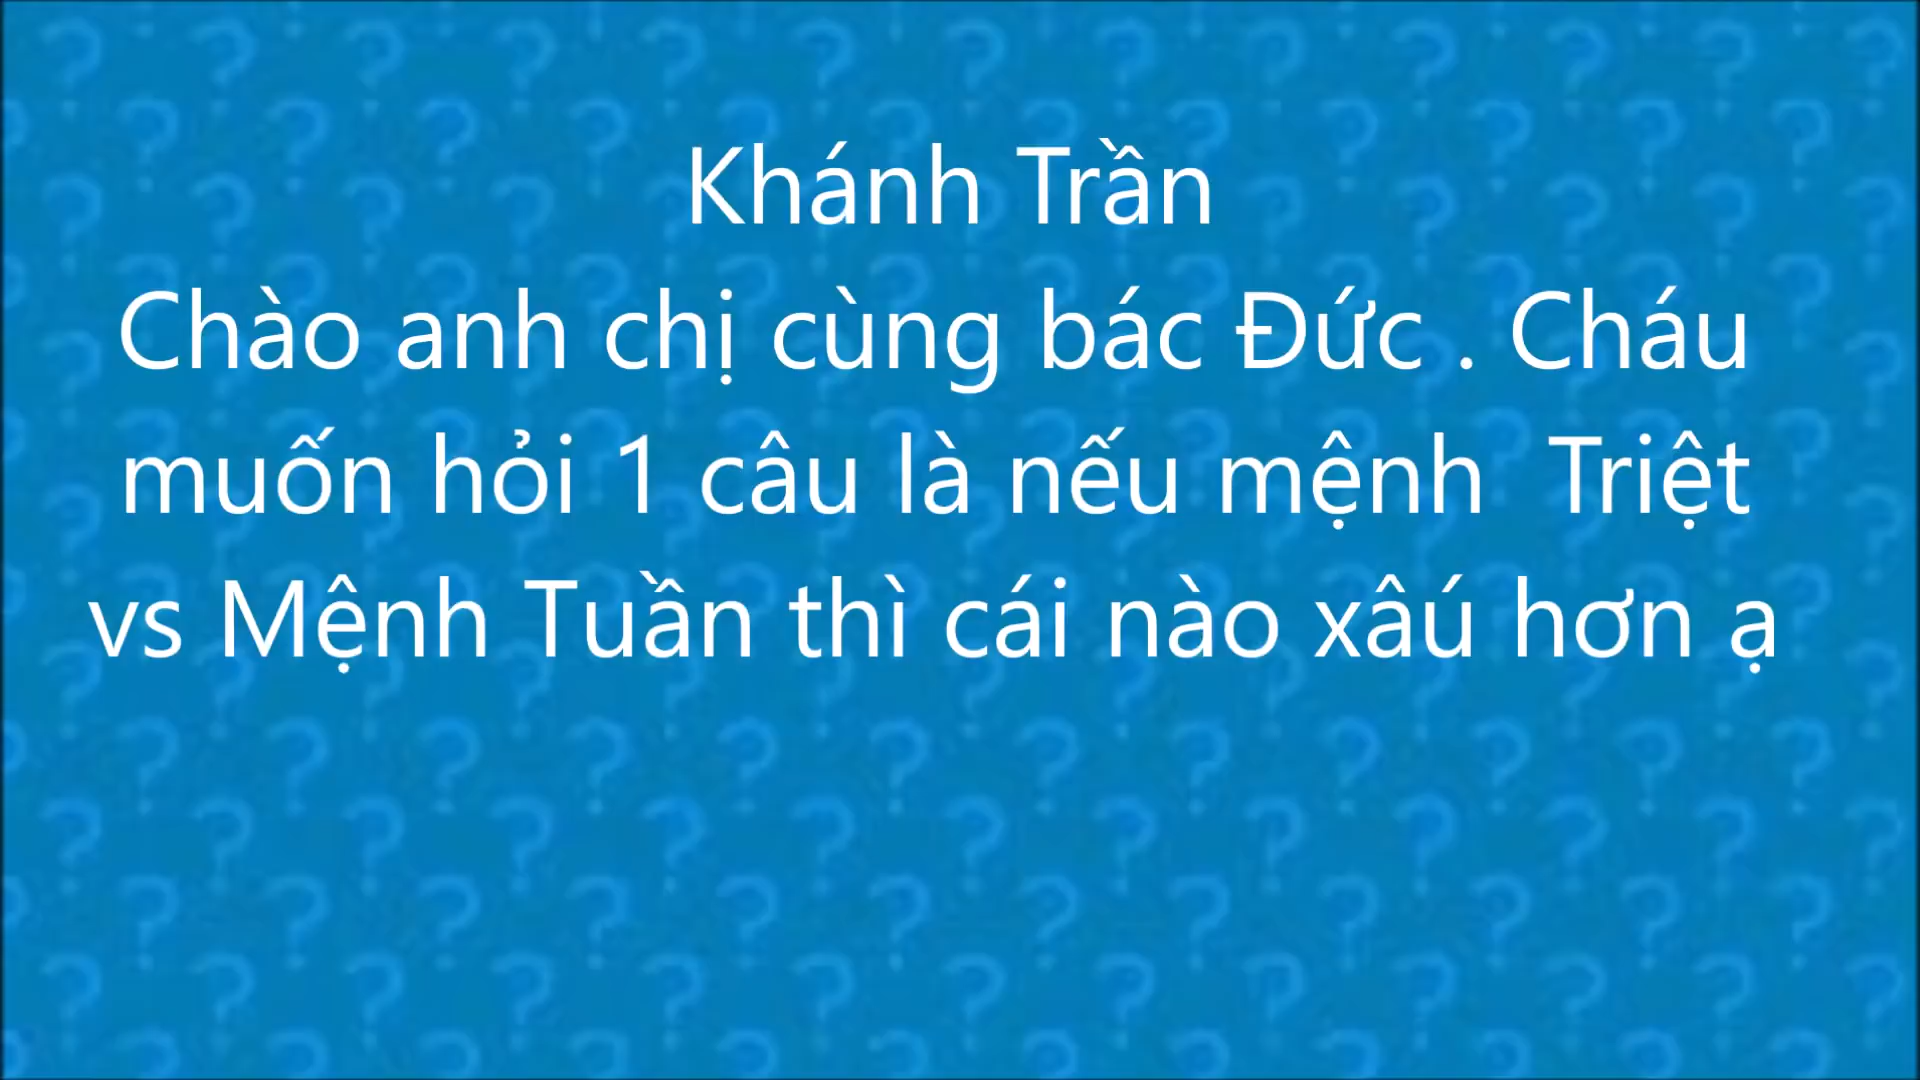 Khánh Trần
Chào anh chị cùng bác Đức . Cháu
muốn hỏi 1 câu là nếu mệnh  Triệt
vs Mệnh Tuần thì cái nào xâú hơn ạ